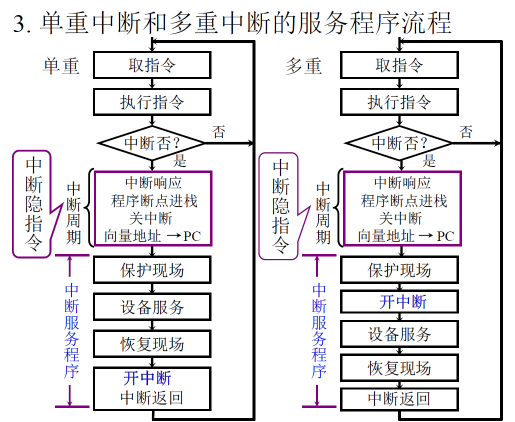 3. 单重中断和多重中断的服务程序流程
单重
取指令
执行指令
中断否?
否
是
中断隐指令
中断周期
中断响应
程序断点进栈
关中断
向量地址 →PC
中断服务程序
保护现场
设备服务
恢复现场
开中断
中断返回
多重
取指令
执行指令
中断否?
否
是
中断隐指令
中断周期
中断响应
程序断点进栈
关中断
向量地址 →PC
中断服务程序
保护现场
开中断
设备服务
恢复现场
中断返回